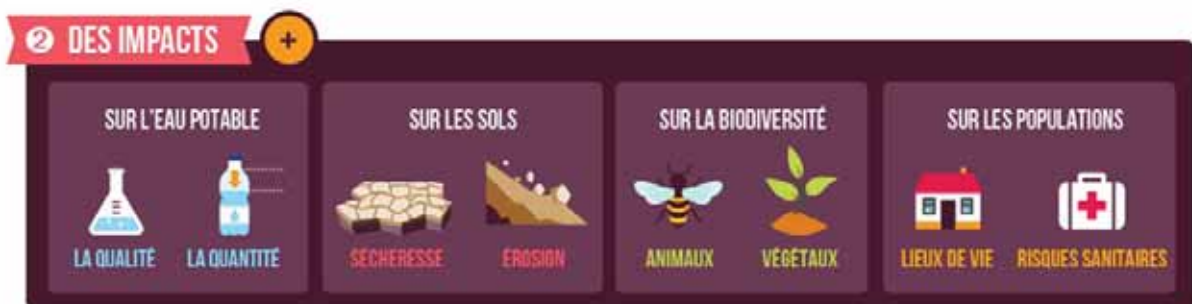 2 DES IMPACTS +
SUR L'EAU POTABLE
LA QUALITÉ LA QUANTITÉ
SUR LES SOLS
SÉCHERESSE ÉROSION
SUR LA BIODIVERSITÉ
ANIMAUX VÉGÉTAUX
SUR LES POPULATIONS
LIEUX DE VIE RISQUES SANITAIRES